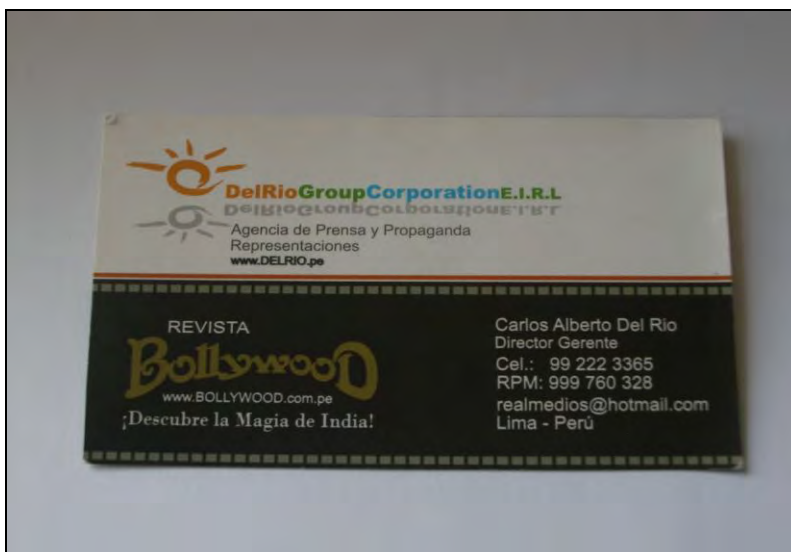 DelRioGroupCorporationE.I.R.L
DelRioGroupCorporationE.I.R.L
Agencia de Prensa y Propaganda
Representaciones
www.DELRIO.pe
REVISTA
Bollywood
www.BOLLYWOOD.com.pe
¡Descubre la Magia de India!
Carlos Alberto Del Rio
Director Gerente
Cel.: 99 222 3365
RPM: 999 760 328
realmedios@hotmail.com
Lima - Perú